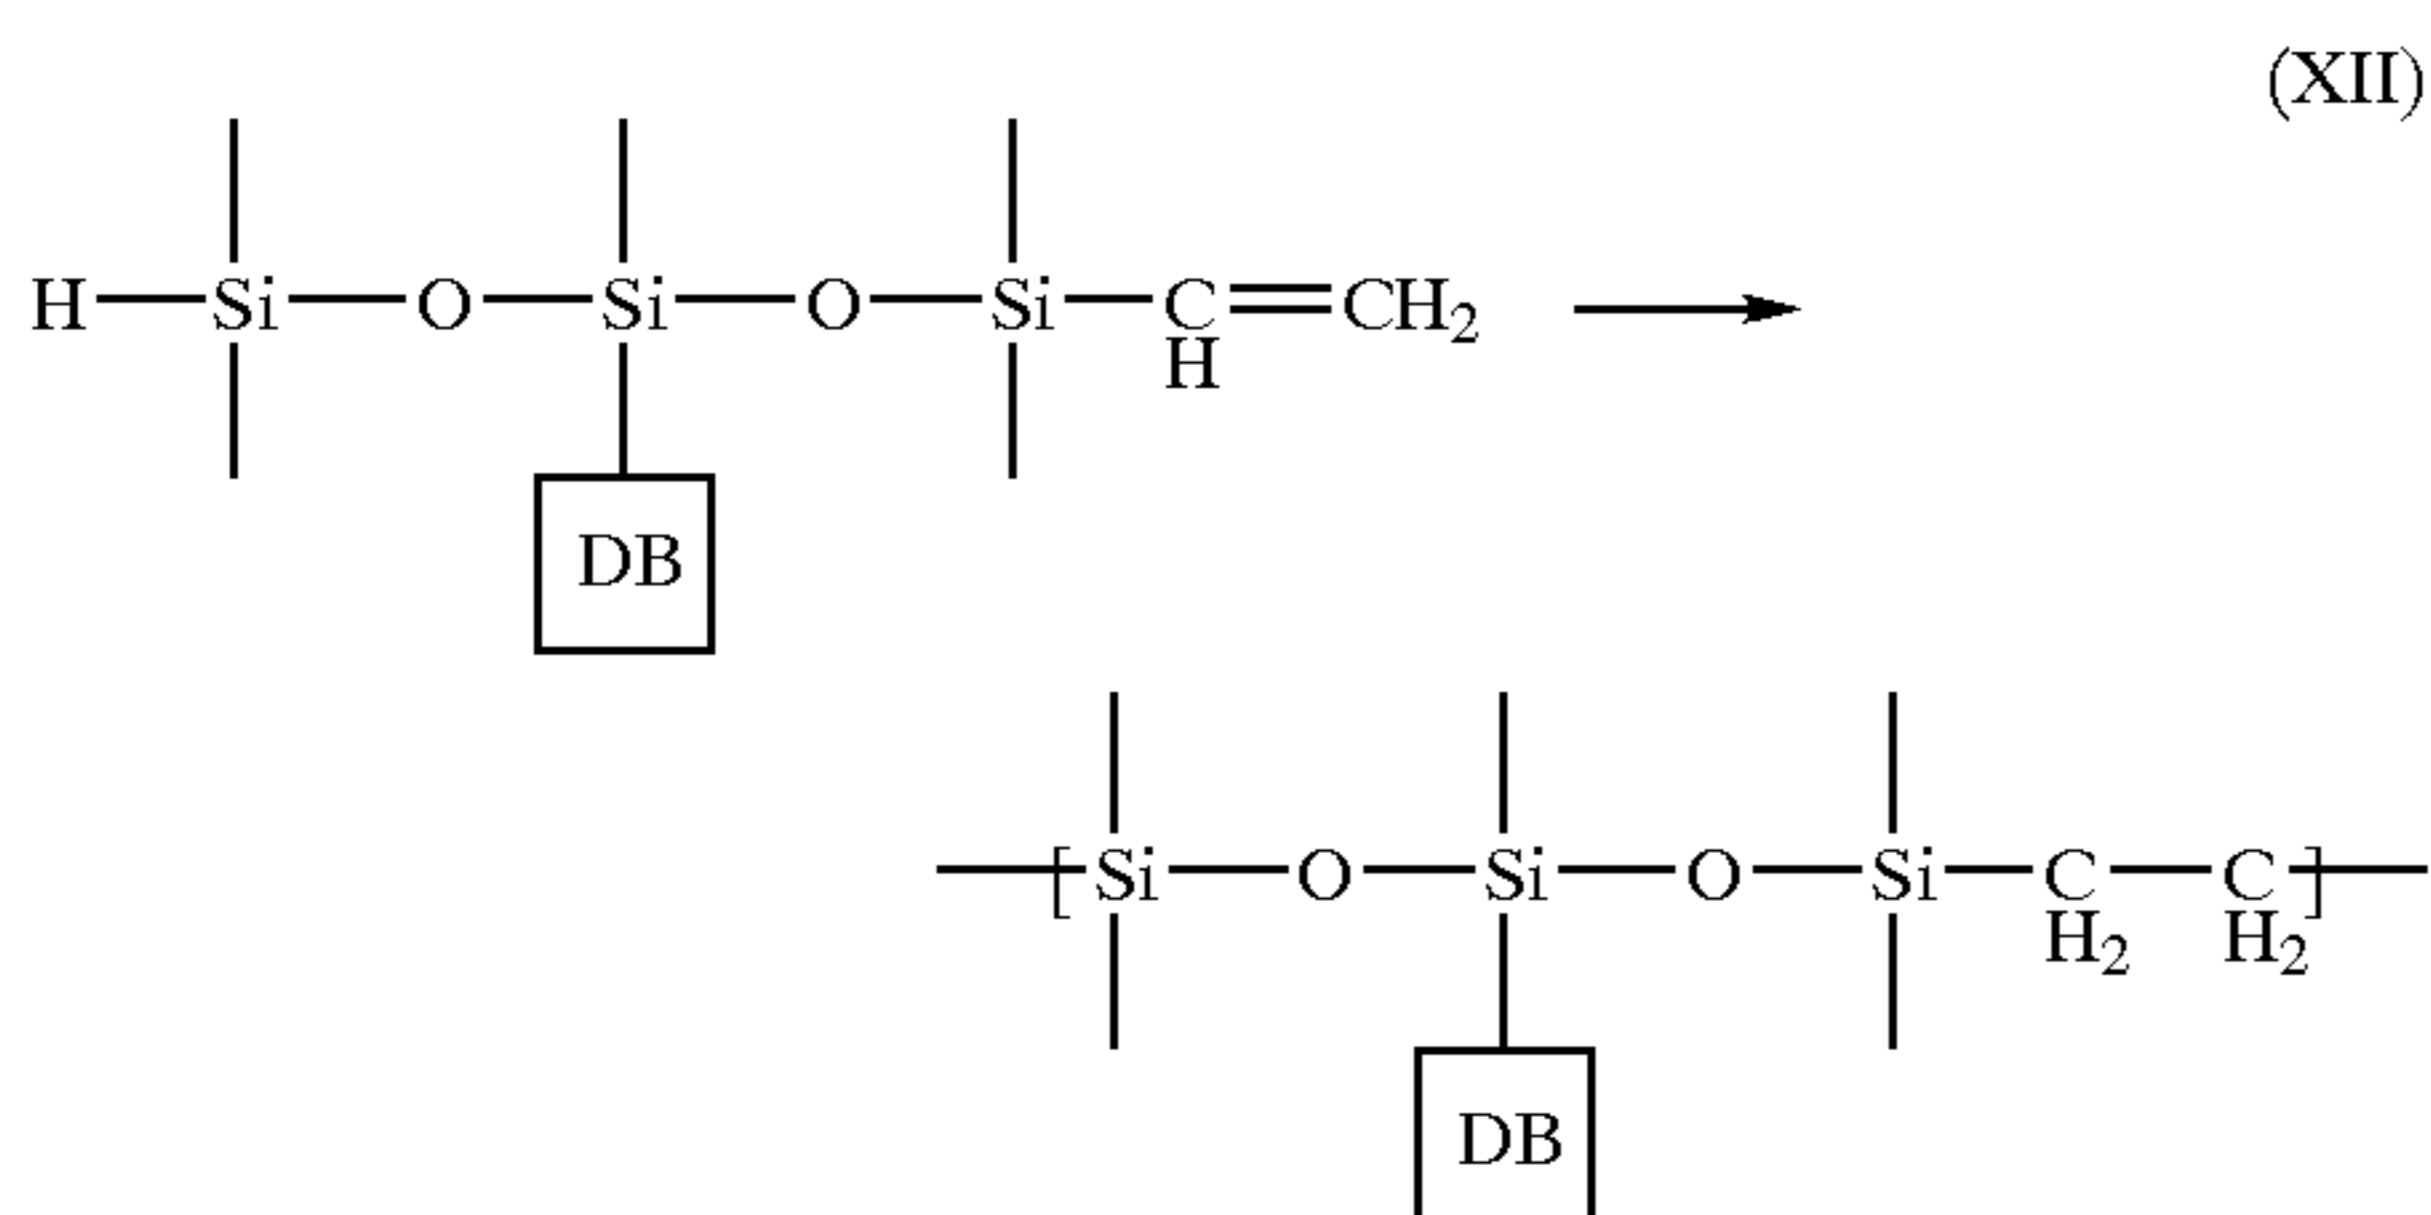 (XII)
H—Si—O—Si—O—Si—C=CH2
H
DB
[Si—O—Si—O—Si—C—C]
H2 H2
DB